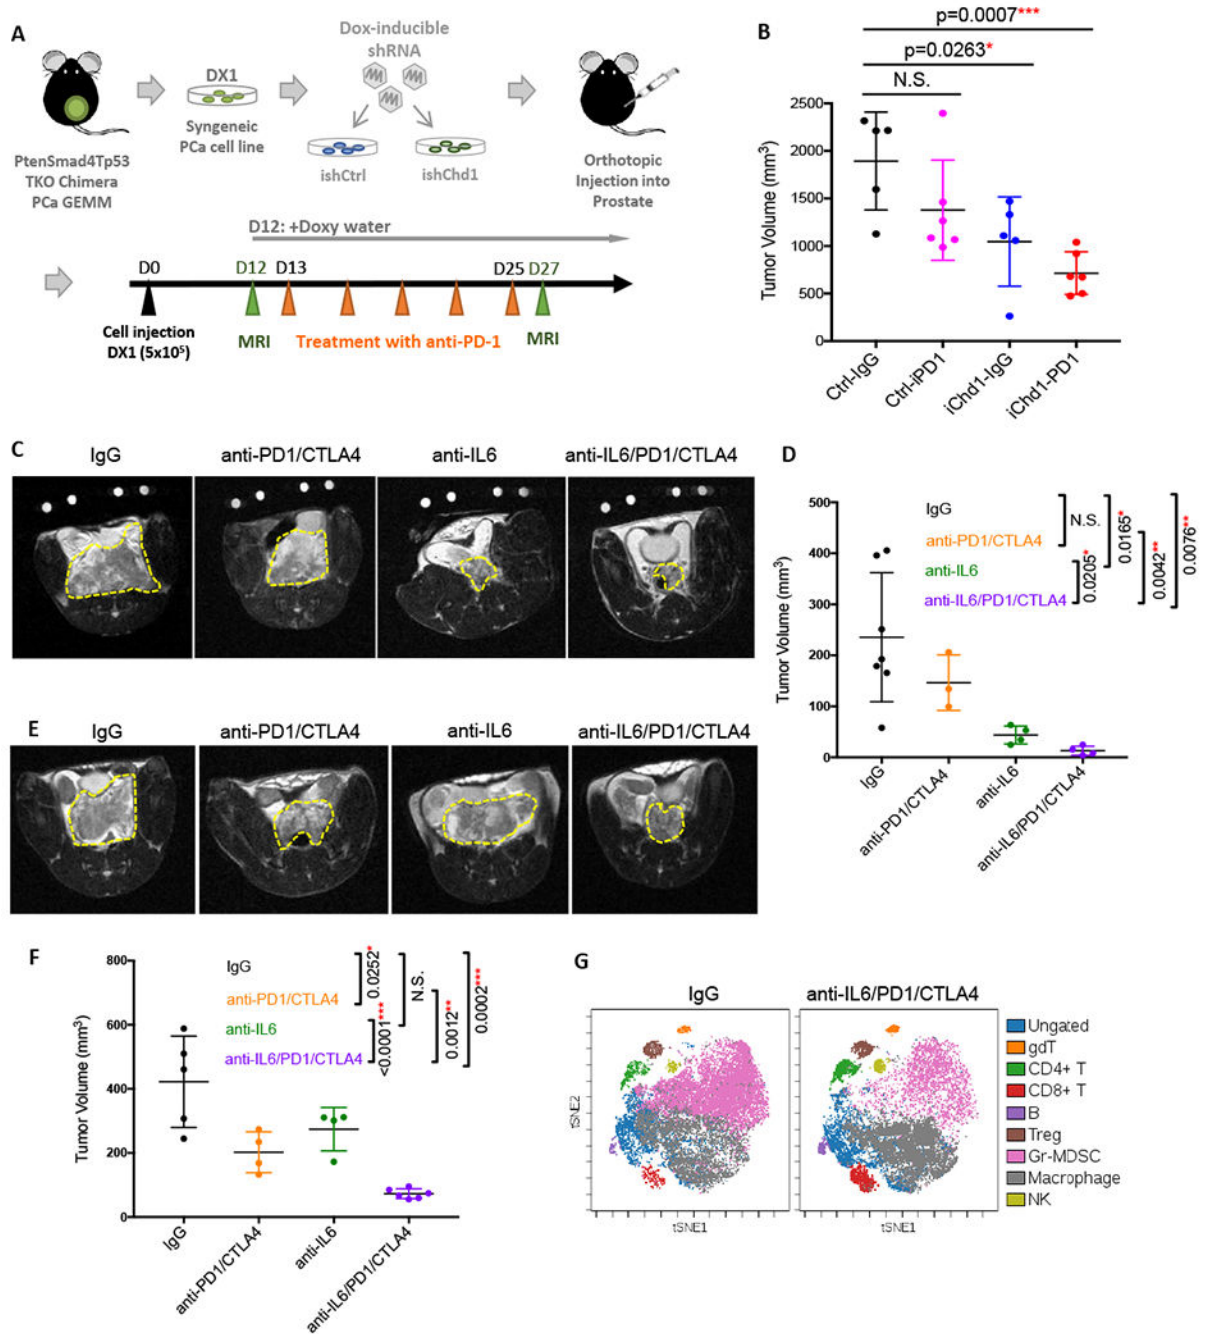 A
Dox-inducible
shRNA
DX1
Syngeneic
PCa cell line
ishCtrl
ishChd1
PtenSmad4Tp53
TKO Chimera
PCa GEMM
Orthotopic
Injection into
Prostate
D12: +Doxy water
D0
D12
D13
D25
D27
Cell injection
DX1 (5x10⁵)
MRI
Treatment with anti-PD-1
MRI
B
p=0.0007***
p=0.0263*
N.S.
Tumor Volume (mm³)
2500
2000
1500
1000
500
0
Ctrl-IgG
Ctrl-iPD1
iChd1-IgG
iChd1-PD1
C
IgG
anti-PD1/CTLA4
anti-IL6
anti-IL6/PD1/CTLA4
D
Tumor Volume (mm³)
500
400
300
200
100
0
IgG
anti-PD1/CTLA4
anti-IL6
anti-IL6/PD1/CTLA4
N.S.
0.0205*
0.0165*
0.0042**
0.0076**
IgG
anti-PD1/CTLA4
anti-IL6
anti-IL6/PD1/CTLA4
E
IgG
anti-PD1/CTLA4
anti-IL6
anti-IL6/PD1/CTLA4
F
Tumor Volume (mm³)
800
600
400
200
0
IgG
anti-PD1/CTLA4
anti-IL6
anti-IL6/PD1/CTLA4
0.0252*
<0.0001***
N.S.
0.0012**
0.0002***
IgG
anti-PD1/CTLA4
anti-IL6
anti-IL6/PD1/CTLA4
G
IgG
anti-IL6/PD1/CTLA4
tSNE2
tSNE1
tSNE1
Ungated
gdT
CD4+ T
CD8+ T
B
Treg
Gr-MDSC
Macrophage
NK